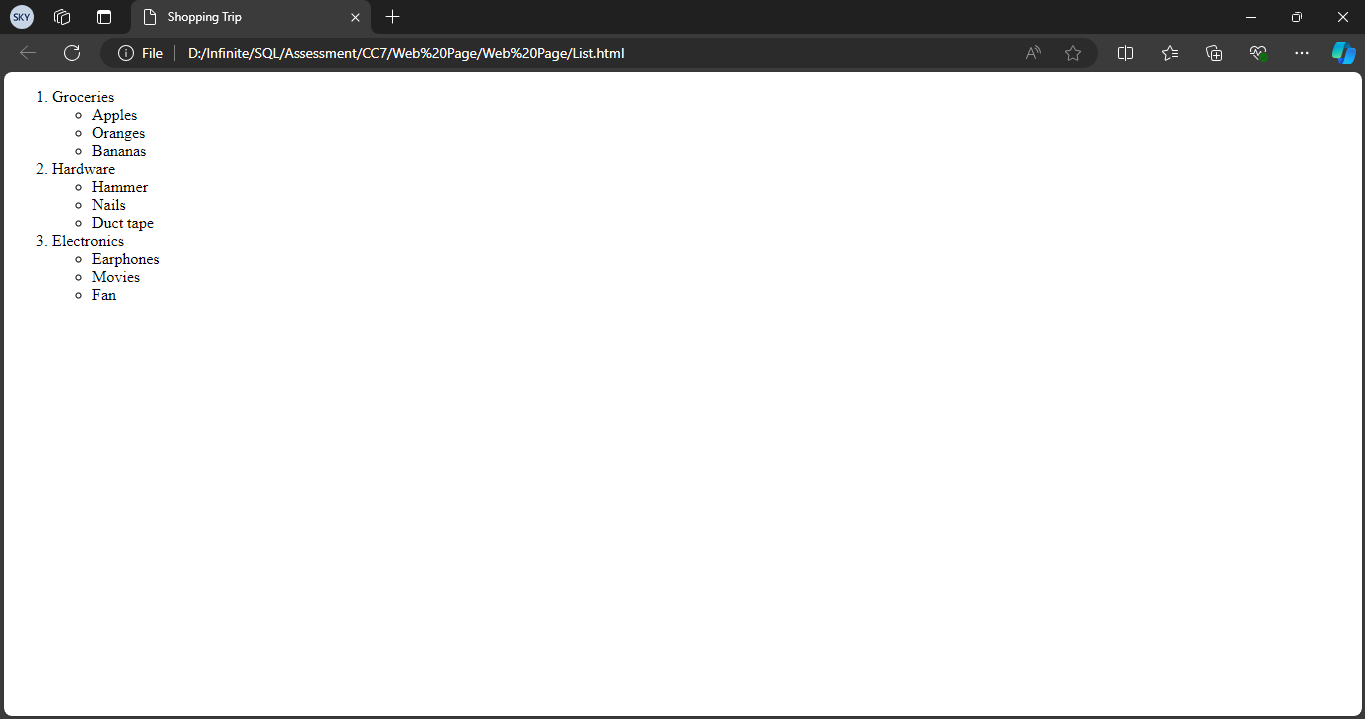 SKY
Shopping Trip
File
D:/Infinite/SQL/Assessment/CC7/Web%20Page/Web%20Page/List.html
1. Groceries
Apples
Oranges
Bananas
2. Hardware
Hammer
Nails
Duct tape
3. Electronics
Earphones
Movies
Fan